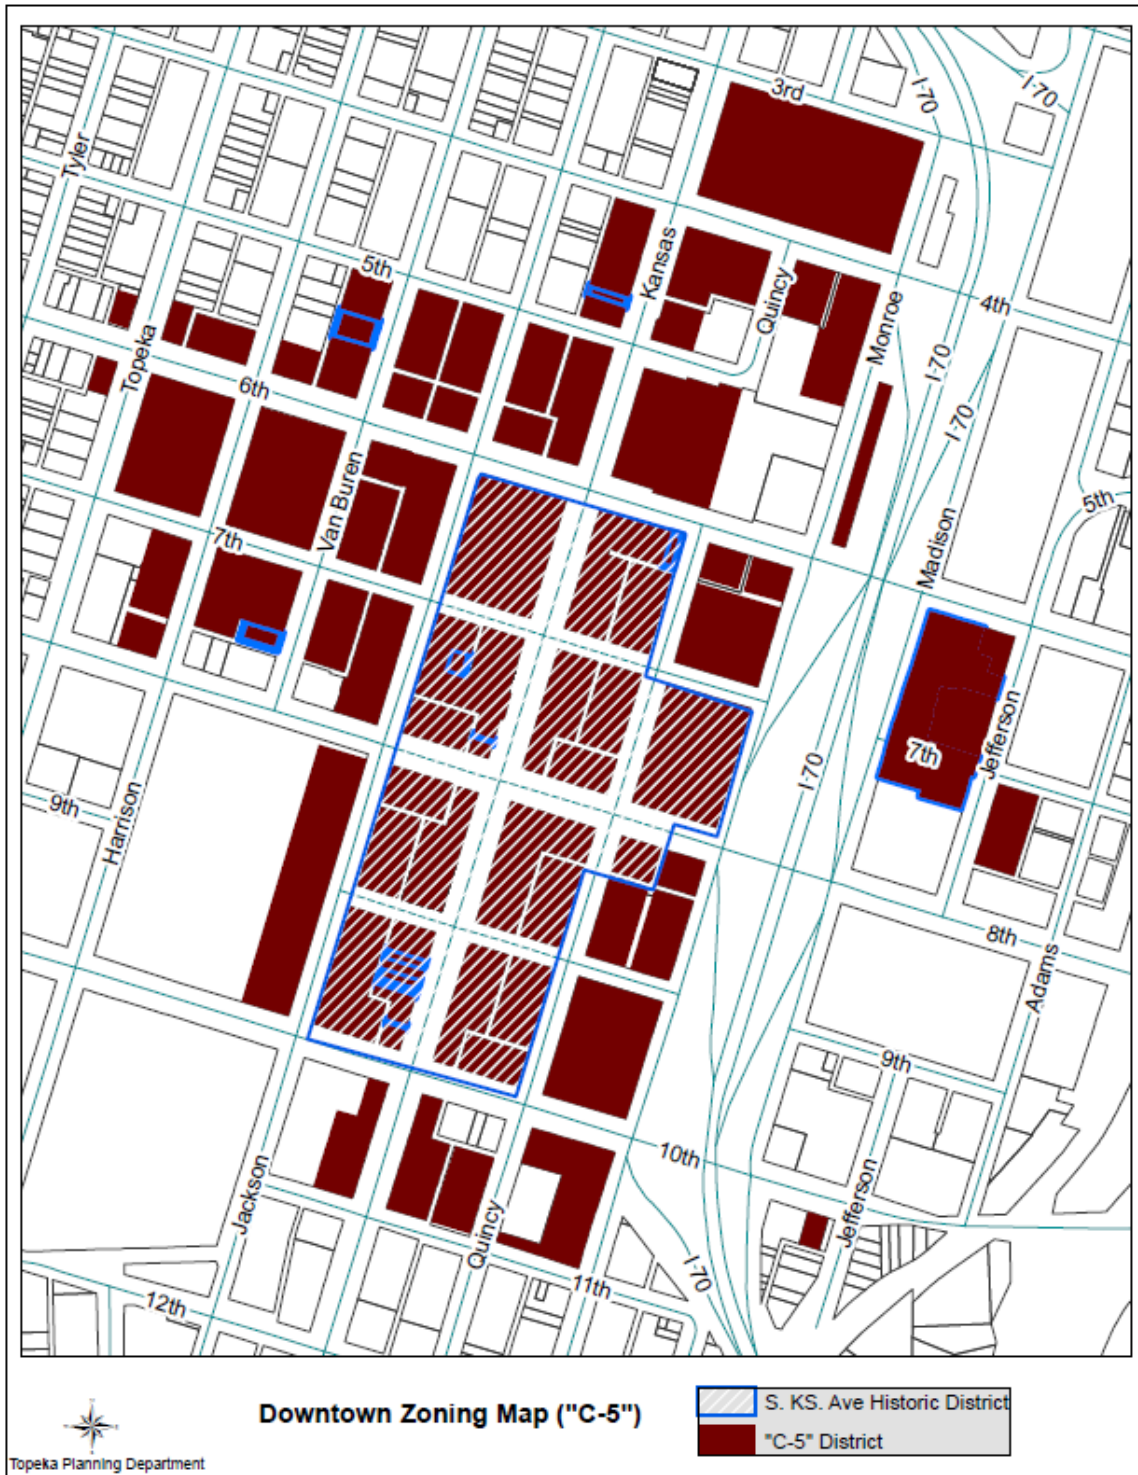 3rd
I-70
I-70
Tyler
5th
Kansas
Quincy
Monroe
4th
I-70
I-70
Topeka
6th
5th
Van Buren
7th
Madison
7th
Jefferson
I-70
9th
Harrison
8th
Adams
9th
10th
Jackson
Quincy
Jefferson
I-70
11th
12th
Downtown Zoning Map ("C-5")
S. KS. Ave Historic District
"C-5" District
Topeka Planning Department